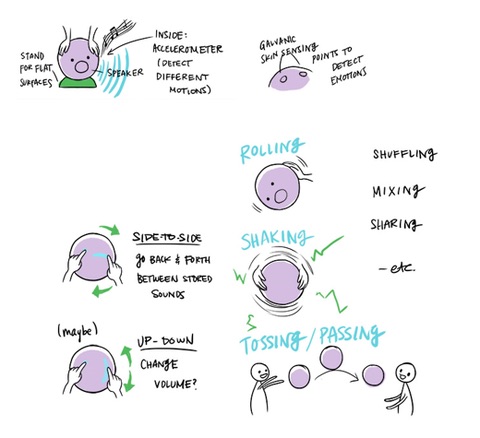 STAND
FOR FLAT
SURFACES
SPEAKER
INSIDE:
ACCELEROMETER
(DETECT
DIFFERENT
MOTIONS)
GALVANIC
SKIN SENSING
POINTS TO
DETECT
EMOTIONS
ROLLING
SHUFFLING
MIXING
SHARING
- etc.
SIDE-TO-SIDE
go BACK & FORTH
BETWEEN STORED
SOUNDS
SHAKING
(maybe)
UP-DOWN
CHANGE
VOLUME?
TOSSING/PASSING